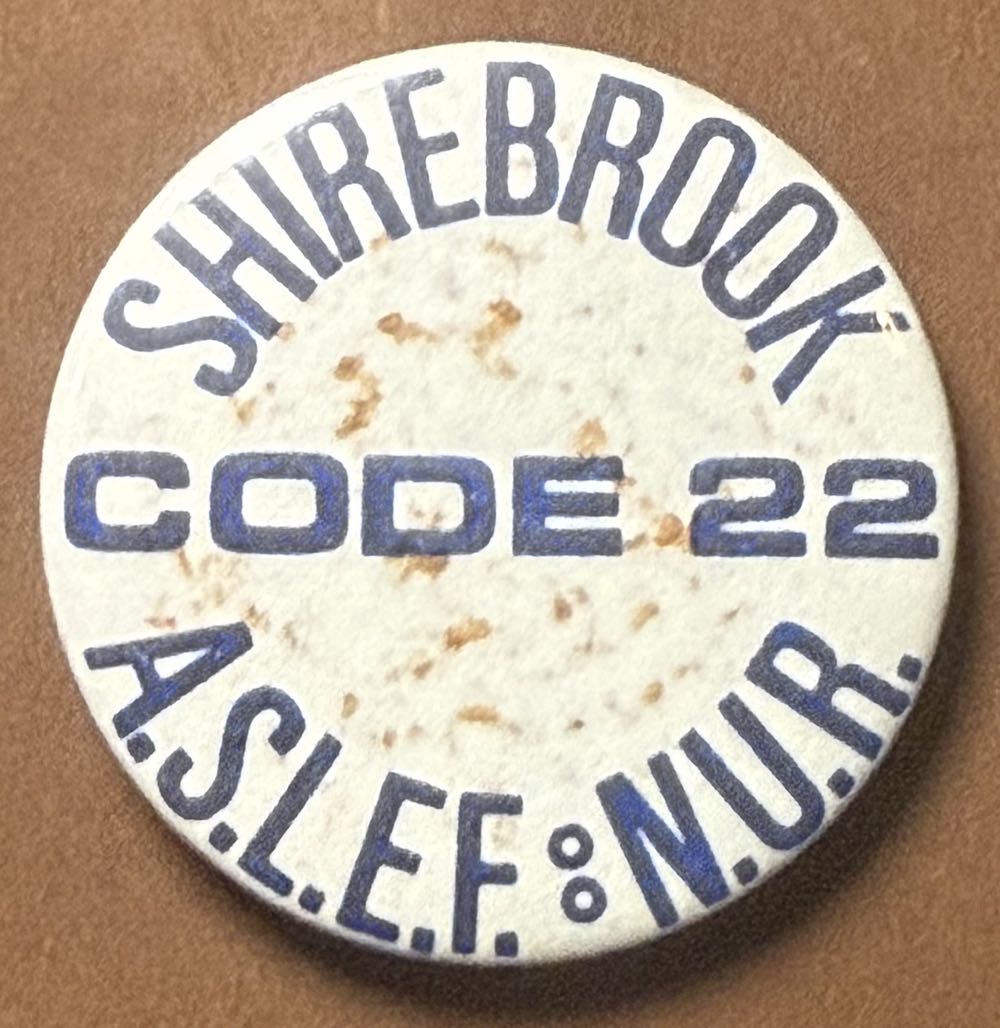 SHIREBROOK
CODE 22
A.S.L.E.F. : N.U.R.